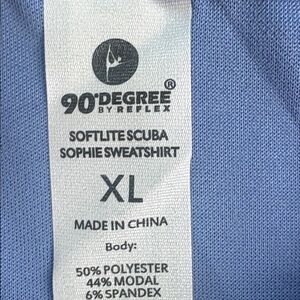 90°DEGREE®
BY REFLEX
SOFTLITE SCUBA
SOPHIE SWEATSHIRT
XL
MADE IN CHINA
Body:
50% POLYESTER
44% MODAL
6% SPANDEX